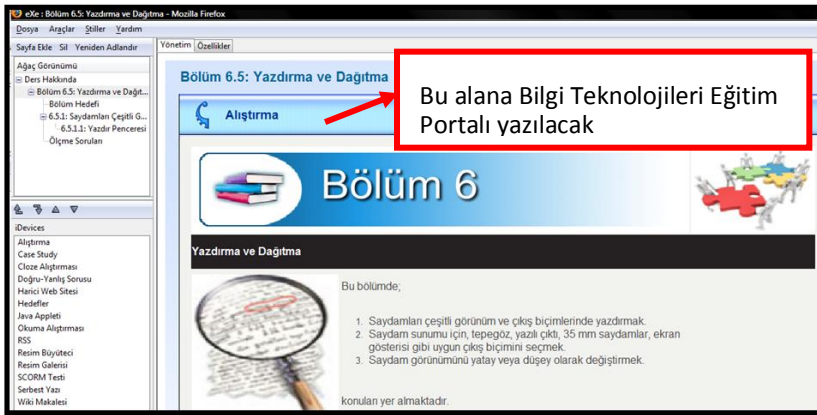 eXe : Bölüm 6.5: Yazdırma ve Dağıtma - Mozilla Firefox
Dosya Araçlar Stiller Yardım
Sayfa Ekle Sil Yeniden Adlandır
Yönetim Özellikler
Ağaç Görünümü
Ders Hakkında
Bölüm 6.5: Yazdırma ve Dağıt...
Bölüm Hedefi
6.5.1: Saydamları Çeşitli G...
6.5.1.1: Yazdır Penceresi
Ölçme Soruları
iDevices
Alıştırma
Case Study
Cloze Alıştırması
Doğru-Yanlış Sorusu
Harici Web Sitesi
Hedefler
Java Appleti
Okuma Alıştırması
RSS
Resim Büyüteci
Resim Galerisi
SCORM Testi
Serbest Yazı
Wiki Makalesi
Bölüm 6.5: Yazdırma ve Dağıtma
Alıştırma
Bu alana Bilgi Teknolojileri Eğitim
Portalı yazılacak
Bölüm 6
Yazdırma ve Dağıtma
Bu bölümde;
1. Saydamları çeşitli görünüm ve çıkış biçimlerinde yazdırmak.
2. Saydam sunumu için, tepegöz, yazılı çıktı, 35 mm saydamlar, ekran
gösterisi gibi uygun çıkış biçimini seçmek.
3. Saydam görünümünü yatay veya düşey olarak değiştirmek.
konuları yer almaktadır.